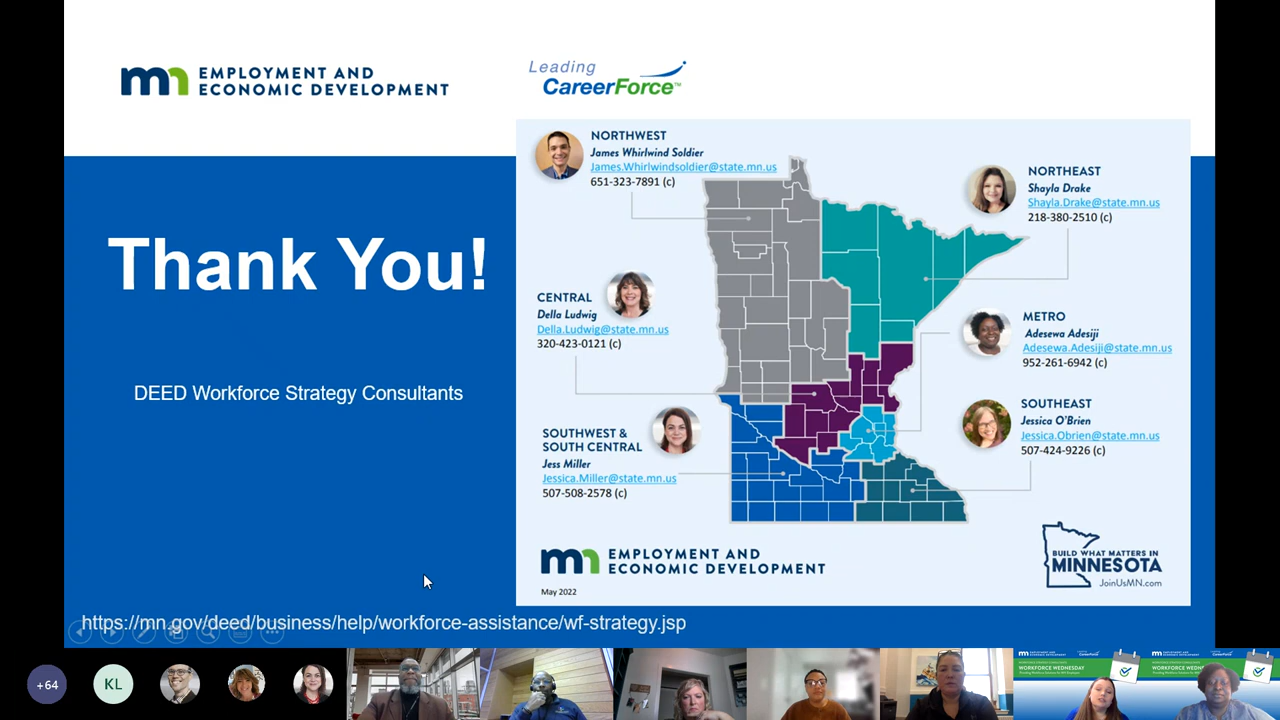 mn EMPLOYMENT AND
ECONOMIC DEVELOPMENT
Leading
CareerForce™
Thank You!
DEED Workforce Strategy Consultants
NORTHWEST
James Whirlwind Soldier
James.Whirlwindsoldier@state.mn.us
651-323-7891 (c)
NORTHEAST
Shayla Drake
Shayla.Drake@state.mn.us
218-380-2510 (c)
CENTRAL
Della Ludwig
Della.Ludwig@state.mn.us
320-423-0121 (c)
METRO
Adesewa Adesiji
Adesewa.Adesiji@state.mn.us
952-261-6942 (c)
SOUTHEAST
Jessica O'Brien
Jessica.Obrien@state.mn.us
507-424-9226 (c)
SOUTHWEST &
SOUTH CENTRAL
Jess Miller
Jessica.Miller@state.mn.us
507-508-2578 (c)
mn EMPLOYMENT AND
ECONOMIC DEVELOPMENT
May 2022
BUILD WHAT MATTERS IN
MINNESOTA
JoinUsMN.com
https://mn.gov/deed/business/help/workforce-assistance/wf-strategy.jsp
+64
KL
WORKFORCE WEDNESDAY
WORKFORCE